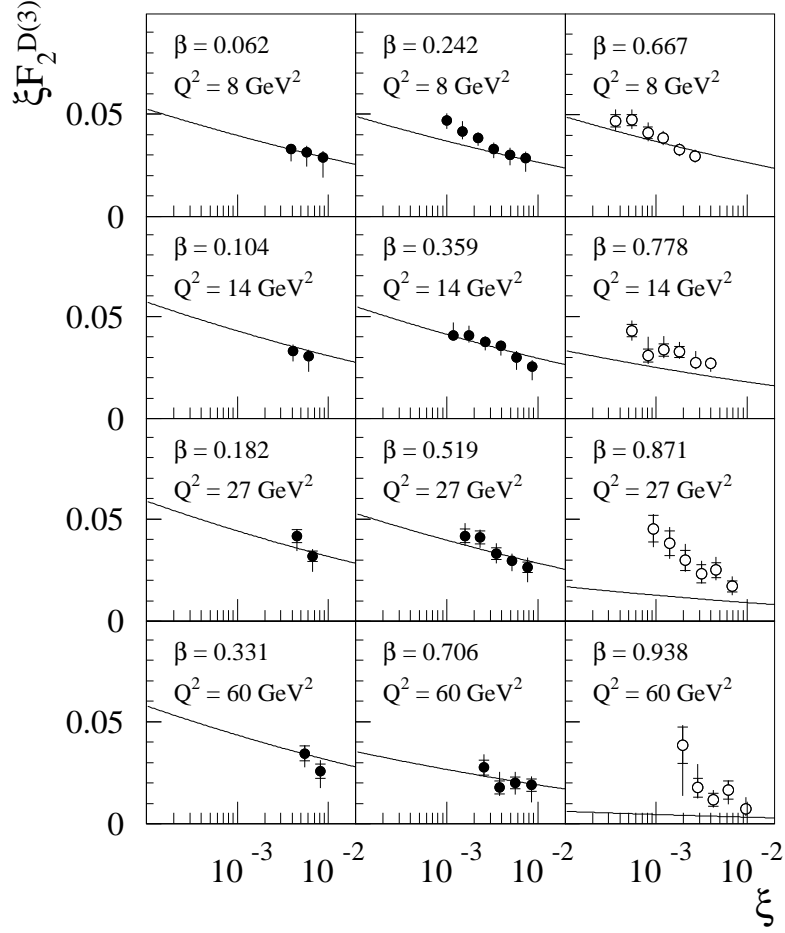 ξF₂ᴰ⁽³⁾
β = 0.062
Q² = 8 GeV²
β = 0.242
Q² = 8 GeV²
β = 0.667
Q² = 8 GeV²
0.05
0
β = 0.104
Q² = 14 GeV²
β = 0.359
Q² = 14 GeV²
β = 0.778
Q² = 14 GeV²
0.05
0
β = 0.182
Q² = 27 GeV²
β = 0.519
Q² = 27 GeV²
β = 0.871
Q² = 27 GeV²
0.05
0
β = 0.331
Q² = 60 GeV²
β = 0.706
Q² = 60 GeV²
β = 0.938
Q² = 60 GeV²
0.05
0
10⁻³ 10⁻² 10⁻³ 10⁻² 10⁻³ 10⁻²
ξ